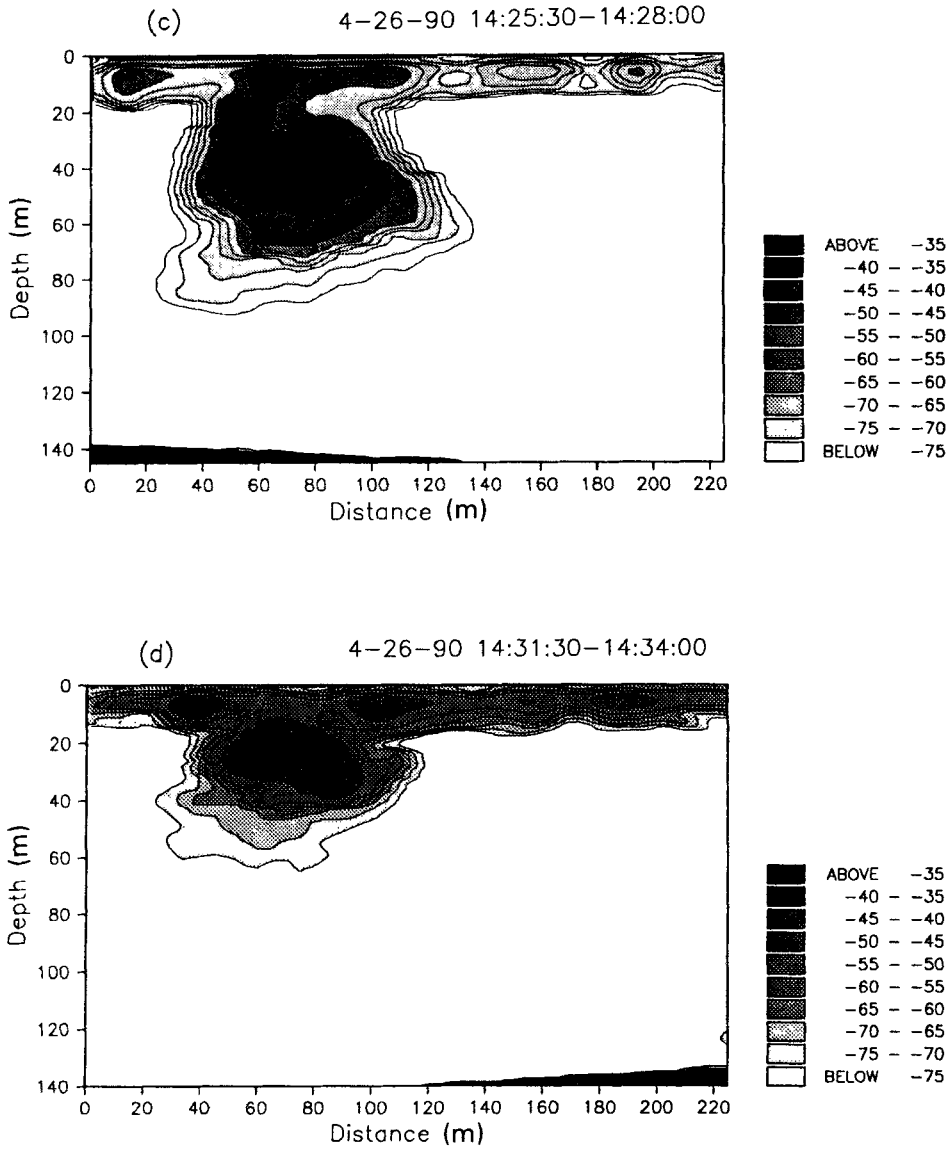 (c) 4-26-90 14:25:30-14:28:00
0
20
40
60
80
100
120
140
Depth (m)
0 20 40 60 80 100 120 140 160 180 200 220
Distance (m)
ABOVE -35
-40 - -35
-45 - -40
-50 - -45
-55 - -50
-60 - -55
-65 - -60
-70 - -65
-75 - -70
BELOW -75
(d) 4-26-90 14:31:30-14:34:00
0
20
40
60
80
100
120
140
Depth (m)
0 20 40 60 80 100 120 140 160 180 200 220
Distance (m)
ABOVE -35
-40 - -35
-45 - -40
-50 - -45
-55 - -50
-60 - -55
-65 - -60
-70 - -65
-75 - -70
BELOW -75